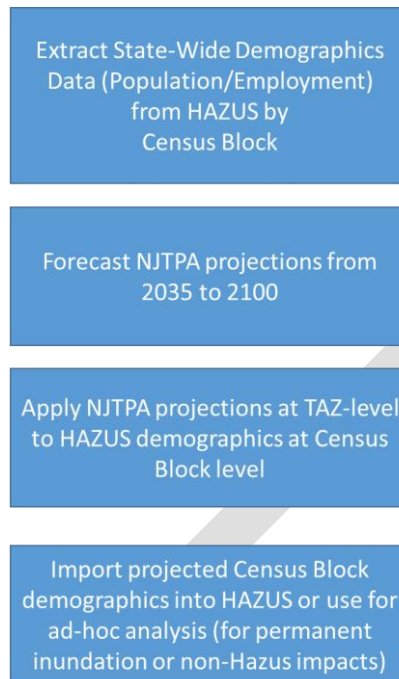 Extract State-Wide Demographics
Data (Population/Employment)
from HAZUS by
Census Block
Forecast NJTPA projections from
2035 to 2100
Apply NJTPA projections at TAZ-level
to HAZUS demographics at Census
Block level
Import projected Census Block
demographics into HAZUS or use for
ad-hoc analysis (for permanent
inundation or non-Hazus impacts)